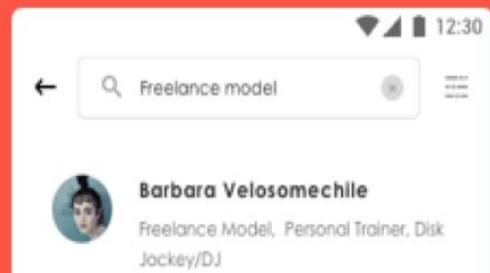 12:30
Freelance model
Barbara Velosomechile
Freelance Model, Personal Trainer, Disk
Jockey/DJ